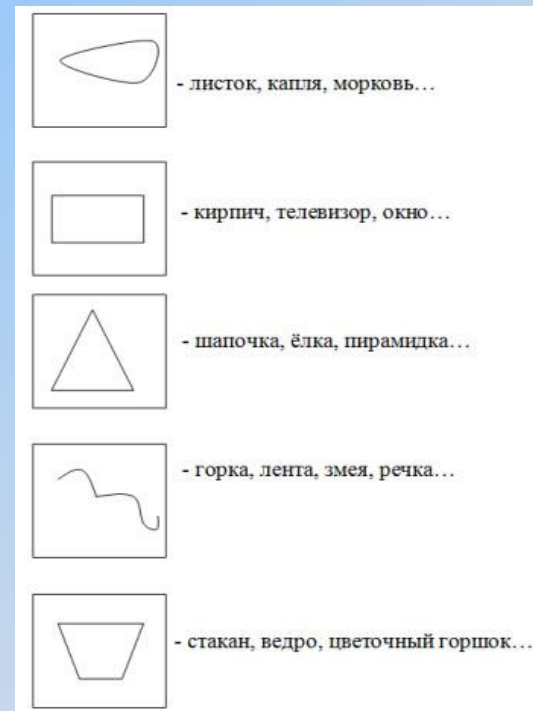 - листок, капля, морковь…
- кирпич, телевизор, окно…
- шапочка, ёлка, пирамидка…
- горка, лента, змея, речка…
- стакан, ведро, цветочный горшок…